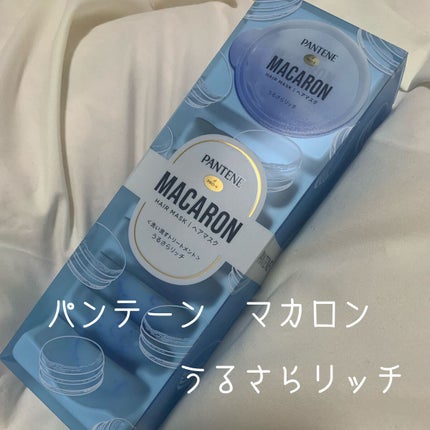 PANTENE
MACARON
HAIR MASK | ヘアマスク
うるさらリッチ
PANTENE
MACARON
HAIR MASK | ヘアマスク
<洗い流すトリートメント>
うるさらリッチ
パンテーン マカロン
うるさらリッチ